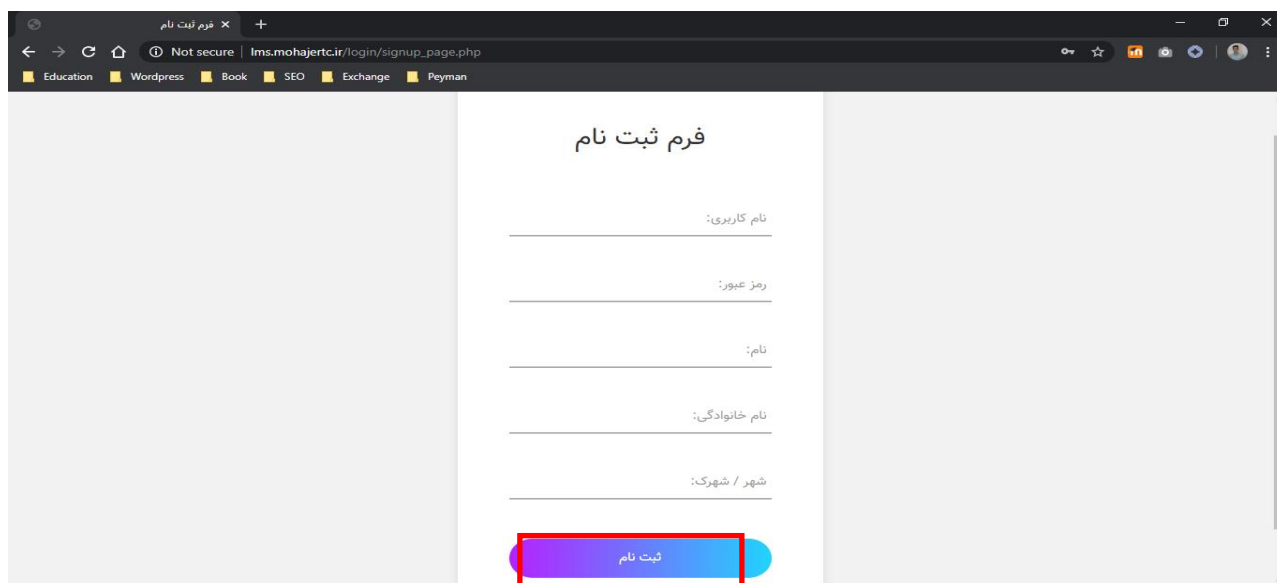 فرم ثبت نام
Not secure | lms.mohajertc.ir/login/signup_page.php
Education Wordpress Book SEO Exchange Peyman
فرم ثبت نام
نام کاربری:
رمز عبور:
نام:
نام خانوادگی:
شهر / شهرک:
ثبت نام